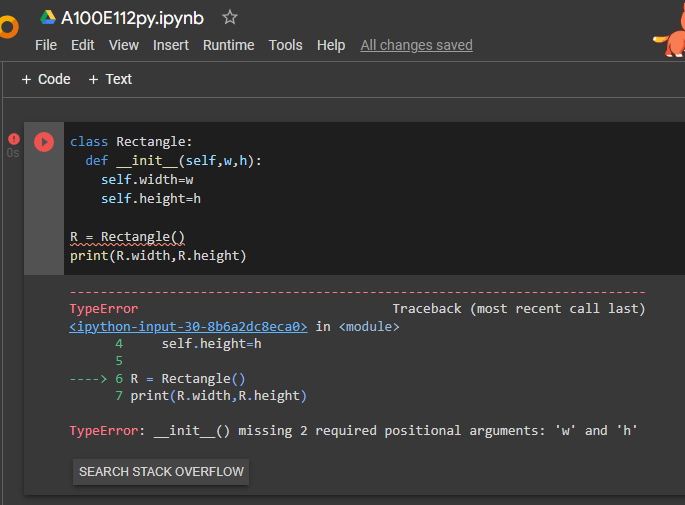 A100E112py.ipynb
File Edit View Insert Runtime Tools Help All changes saved
+ Code + Text
0s
class Rectangle:
  def __init__(self,w,h):
    self.width=w
    self.height=h
R = Rectangle()
print(R.width,R.height)
---------------------------------------------------------------------------
TypeError Traceback (most recent call last)
<ipython-input-30-8b6a2dc8eca0> in <module>
      4     self.height=h
      5
----> 6 R = Rectangle()
      7 print(R.width,R.height)
TypeError: __init__() missing 2 required positional arguments: 'w' and 'h'
SEARCH STACK OVERFLOW